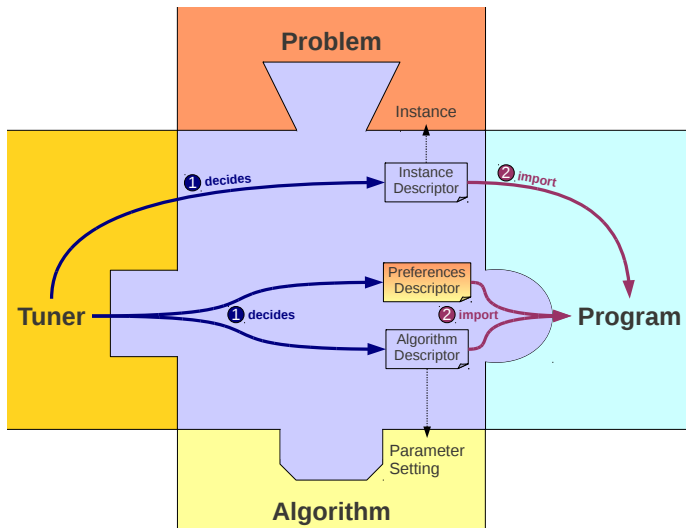 Problem
Instance
1 decides
Instance
Descriptor
2 import
Preferences
Descriptor
Tuner
1 decides
2 import
Program
Algorithm
Descriptor
Parameter
Setting
Algorithm